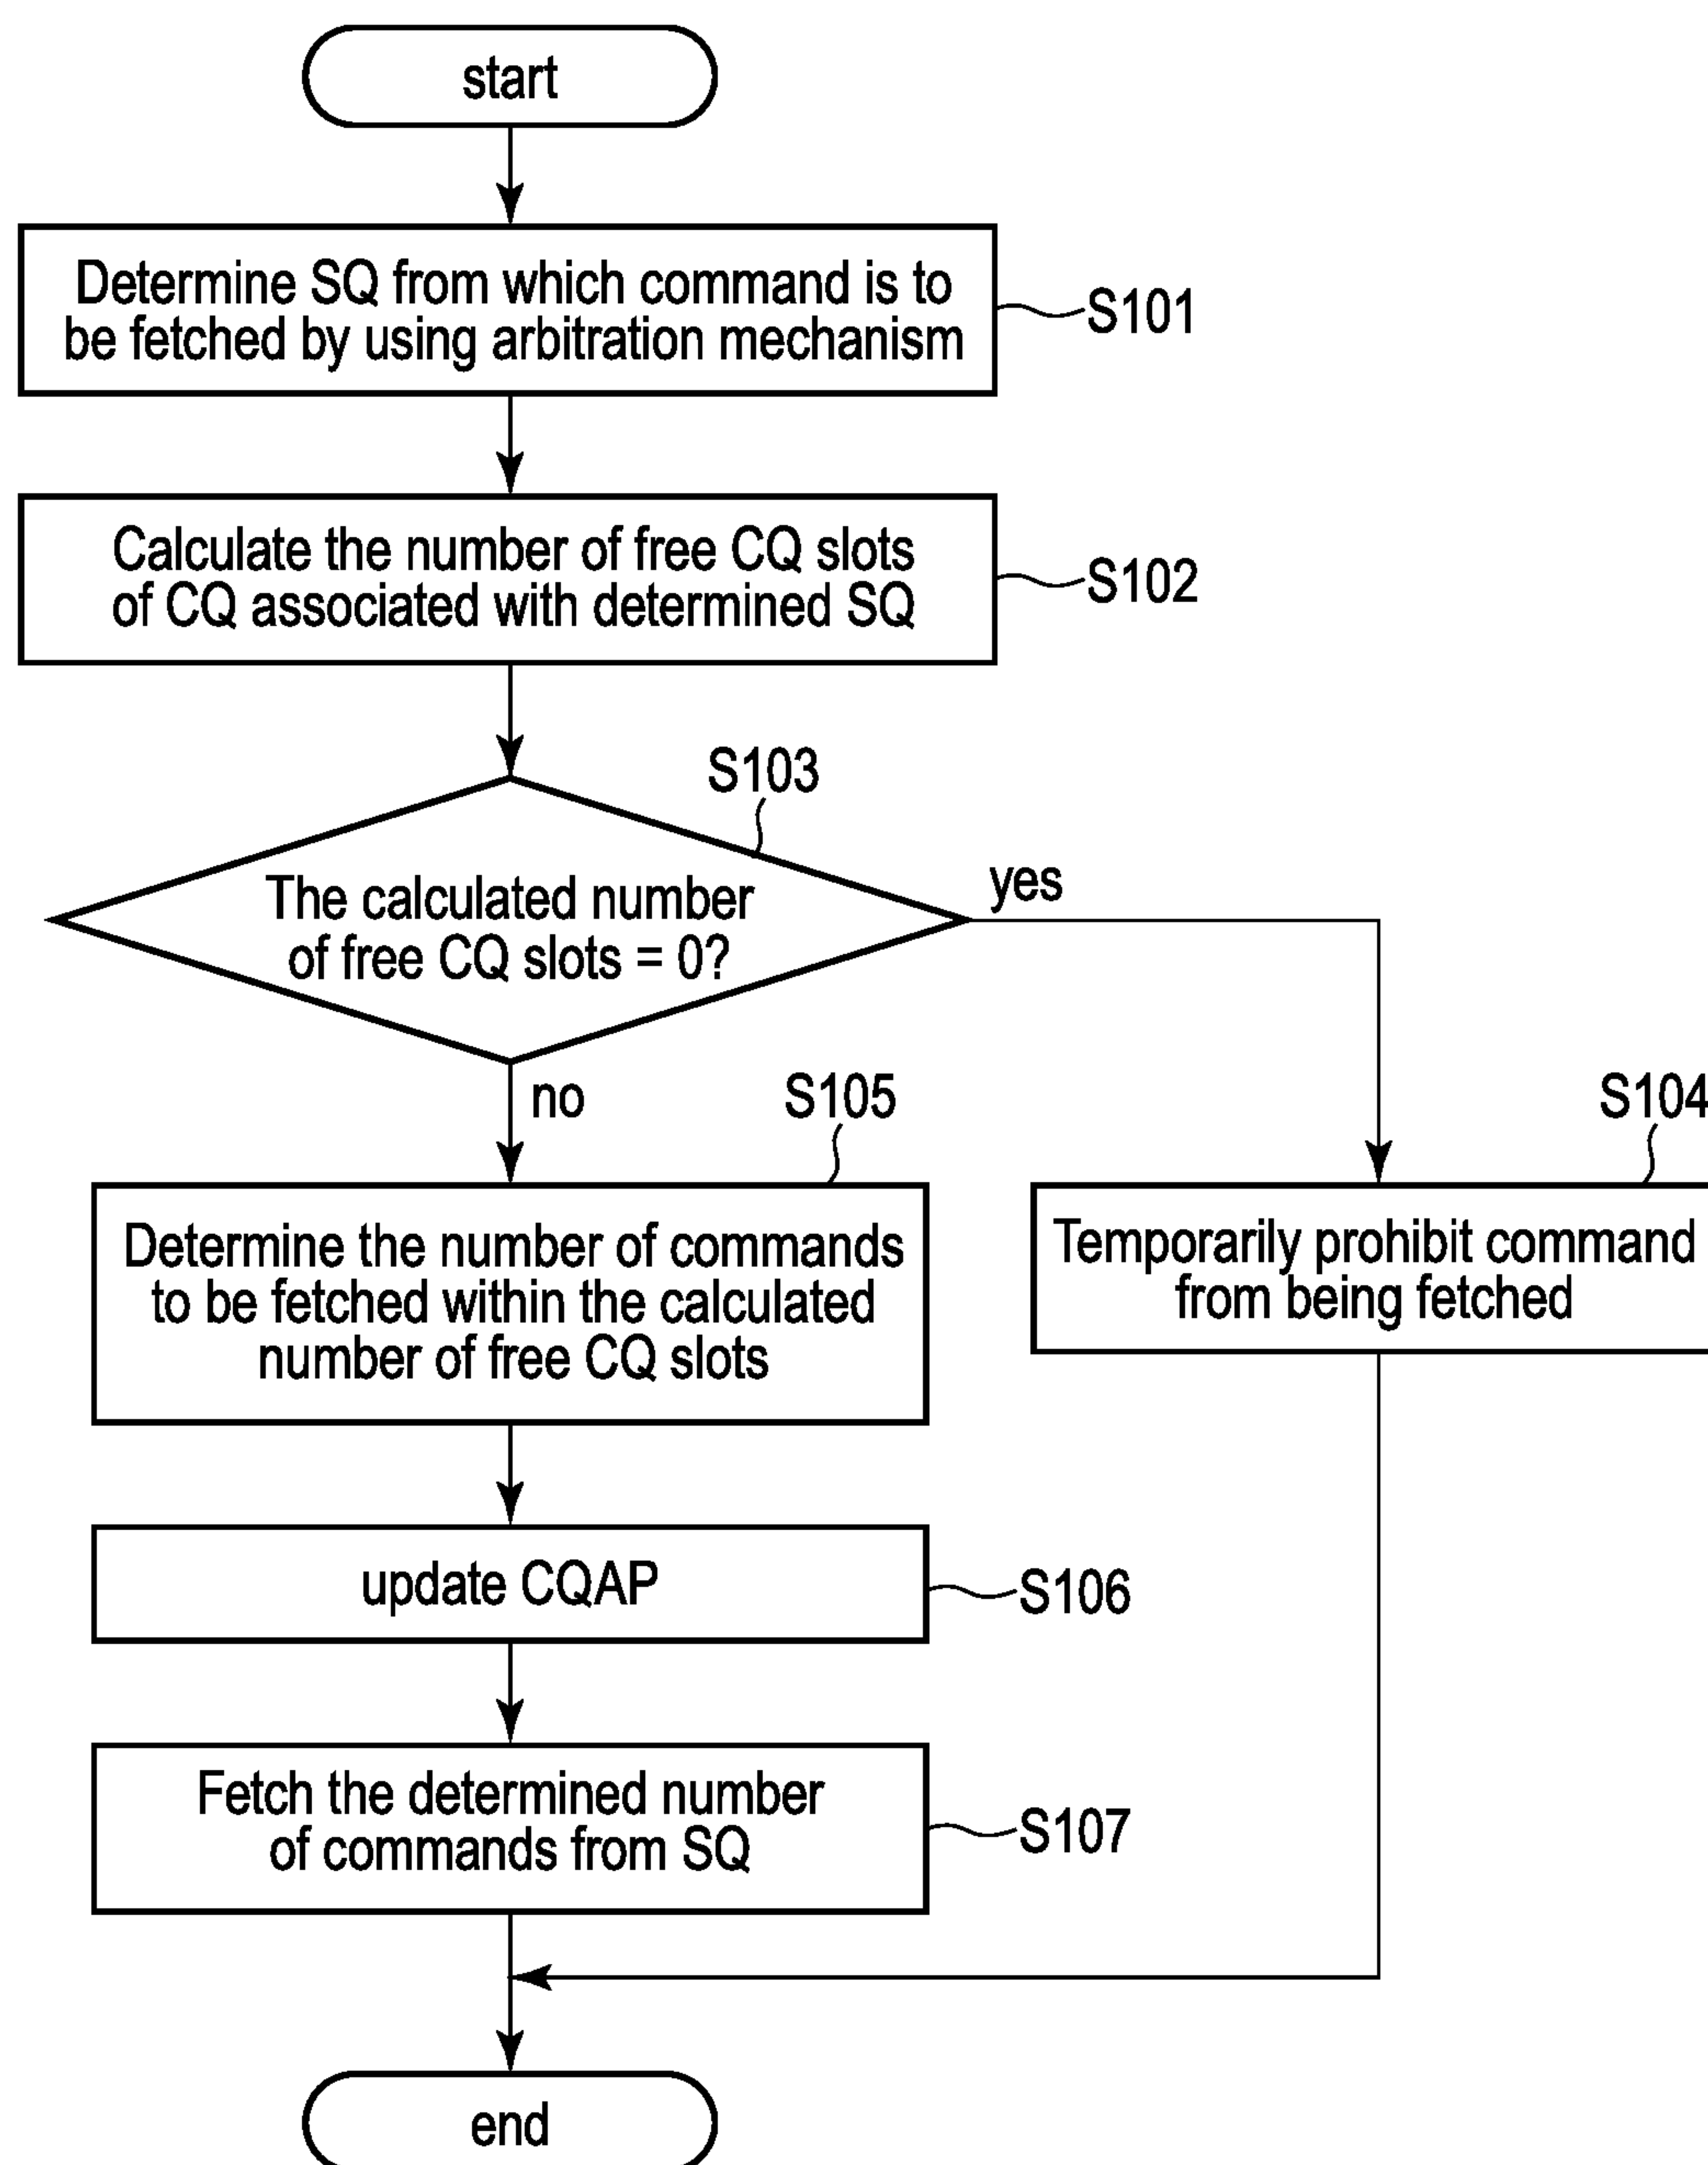 start
Determine SQ from which command is to
be fetched by using arbitration mechanism
S101
Calculate the number of free CQ slots
of CQ associated with determined SQ
S102
S103
The calculated number
of free CQ slots = 0?
yes
no
S105
S104
Determine the number of commands
to be fetched within the calculated
number of free CQ slots
Temporarily prohibit command
from being fetched
update CQAP
S106
Fetch the determined number
of commands from SQ
S107
end